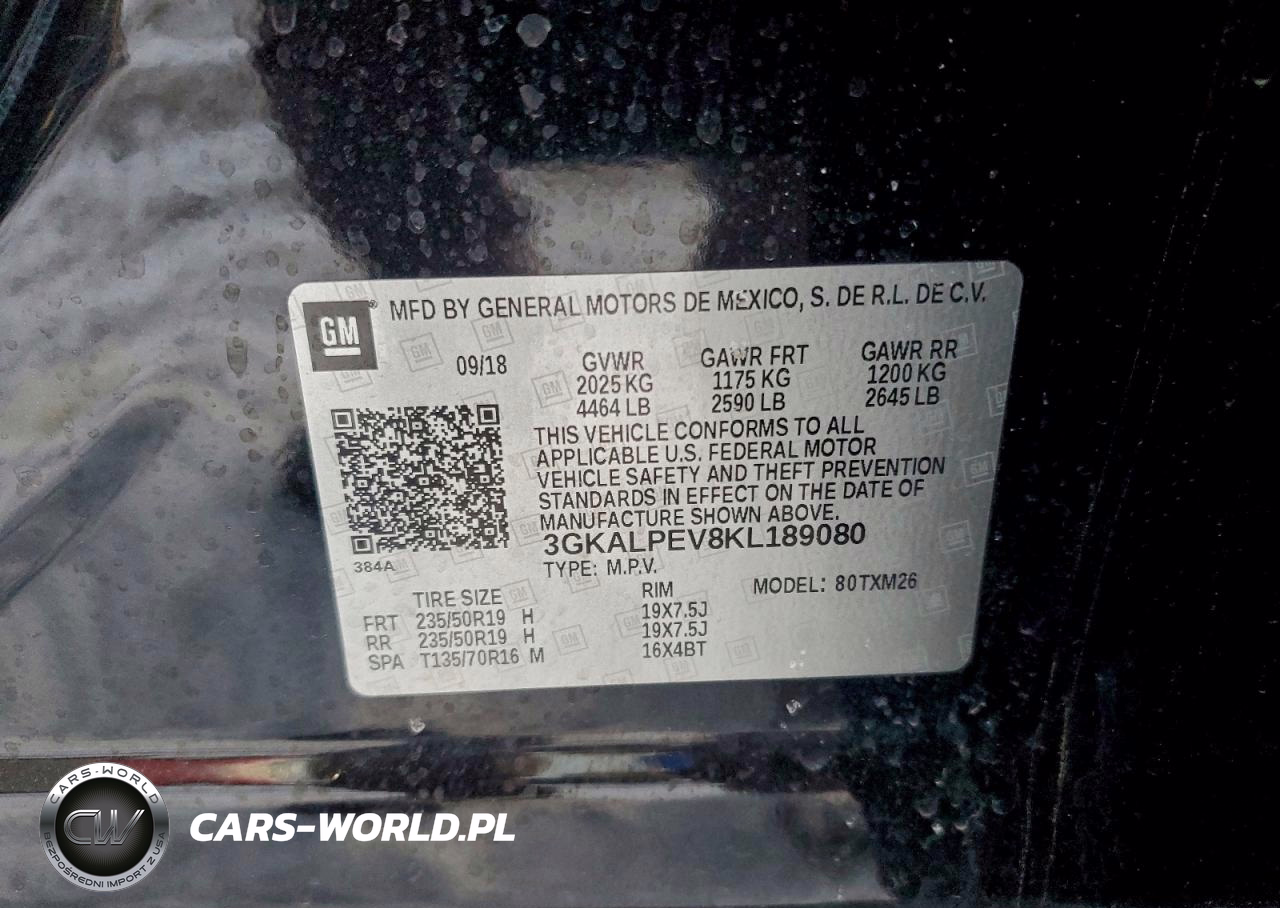 GM ® MFD BY GENERAL MOTORS DE MEXICO, S. DE R.L. DE C.V.
09/18 GVWR GAWR FRT GAWR RR
2025 KG 1175 KG 1200 KG
4464 LB 2590 LB 2645 LB
THIS VEHICLE CONFORMS TO ALL
APPLICABLE U.S. FEDERAL MOTOR
VEHICLE SAFETY AND THEFT PREVENTION
STANDARDS IN EFFECT ON THE DATE OF
MANUFACTURE SHOWN ABOVE.
3GKALPEV8KL189080
384A
TYPE: M.P.V. MODEL: 80TXM26
TIRE SIZE RIM
FRT 235/50R19 H 19X7.5J
RR 235/50R19 H 19X7.5J
SPA T135/70R16 M 16X4BT
CARS-WORLD
CW
BEZPOŚREDNI IMPORT Z USA
CARS-WORLD.PL